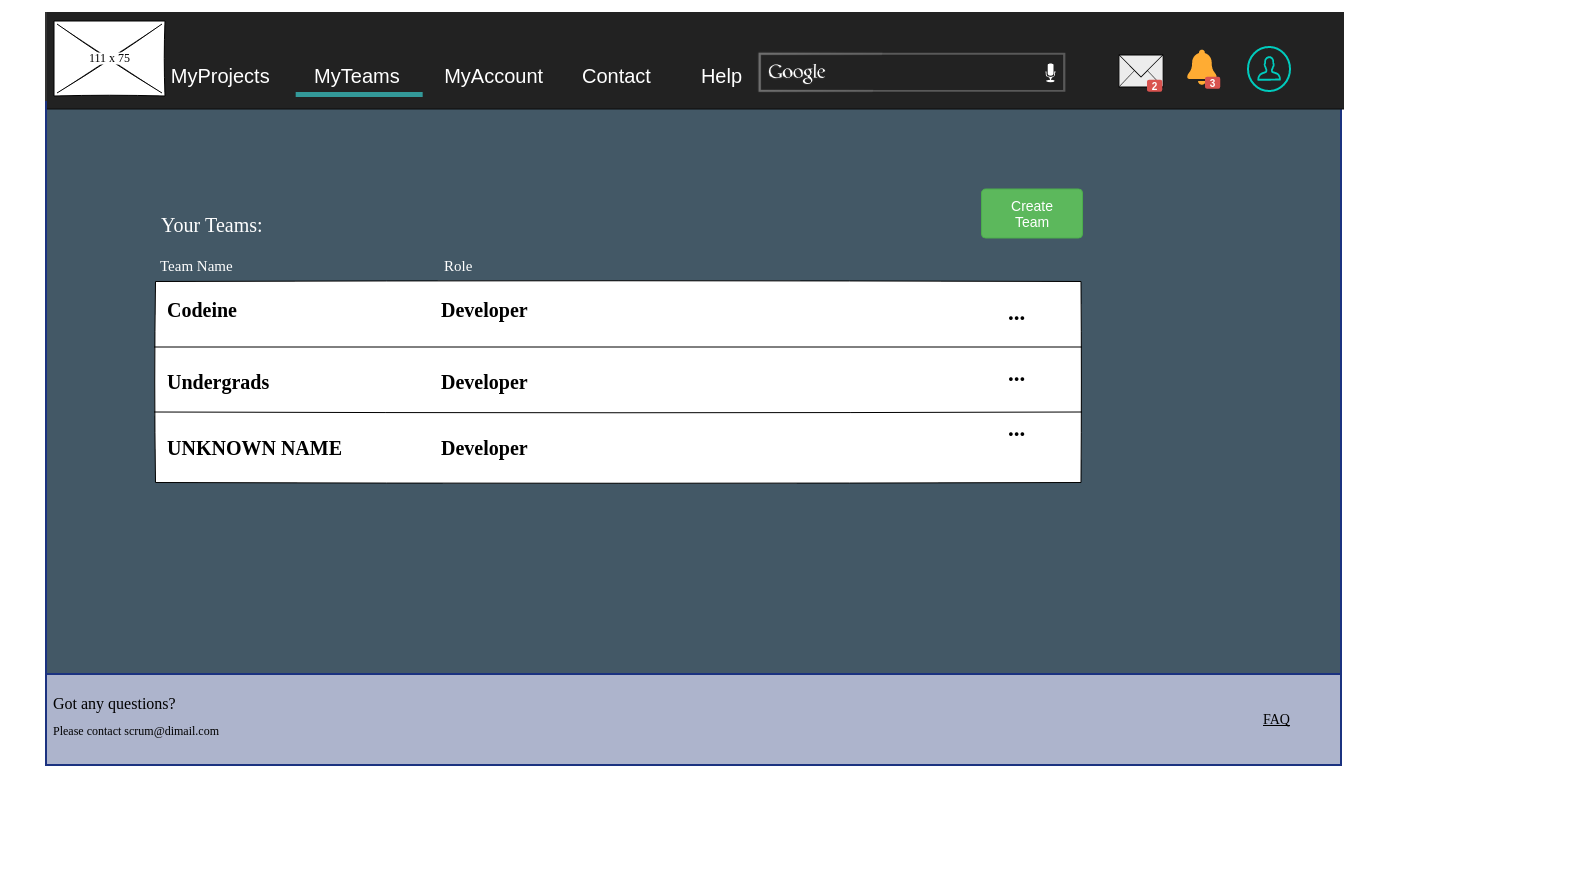 111 x 75
MyProjects MyTeams MyAccount Contact Help Google 2 3
Create
Team
Your Teams:
Team Name Role
Codeine Developer ...
Undergrads Developer ...
UNKNOWN NAME Developer ...
Got any questions?
Please contact scrum@dimail.com
FAQ